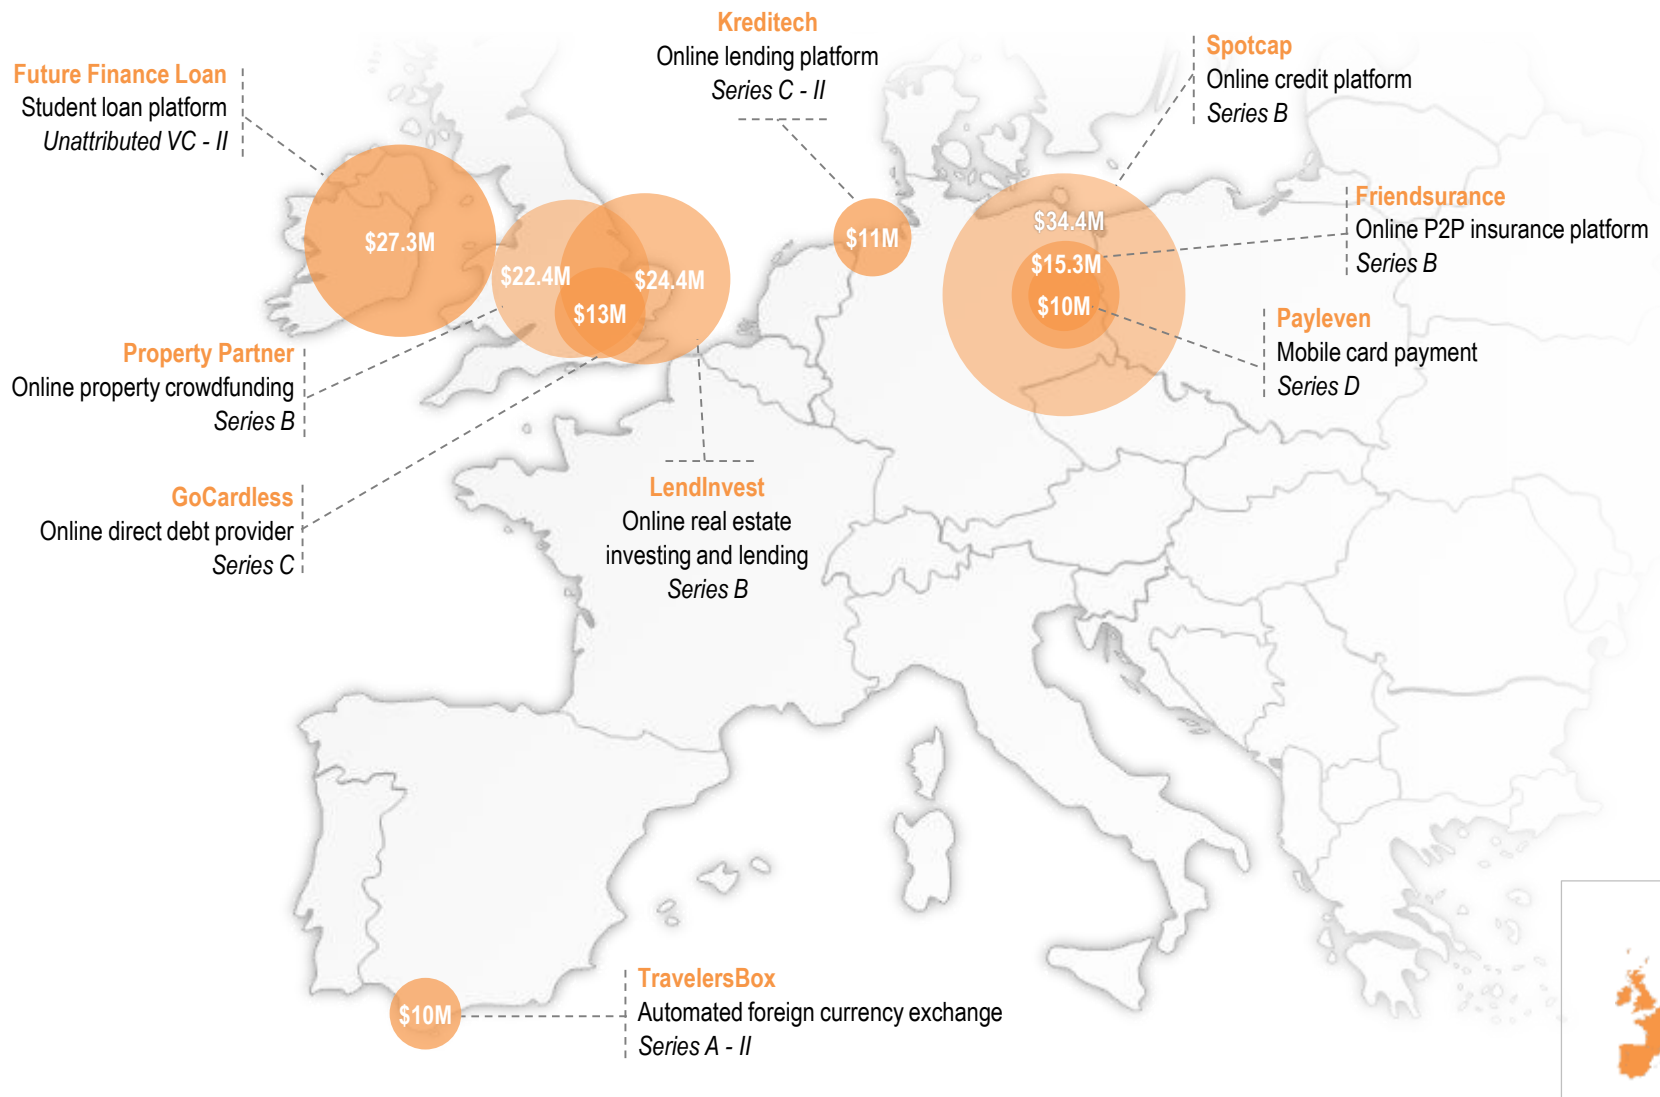 Kreditech
Online lending platform
Series C - II
Spotcap
Online credit platform
Series B
Future Finance Loan
Student loan platform
Unattributed VC - II
Friendsurance
Online P2P insurance platform
Series B
$27.3M
$22.4M
$24.4M
$13M
$11M
$34.4M
$15.3M
$10M
Payleven
Mobile card payment
Series D
Property Partner
Online property crowdfunding
Series B
GoCardless
Online direct debt provider
Series C
LendInvest
Online real estate
investing and lending
Series B
$10M
TravelersBox
Automated foreign currency exchange
Series A - II